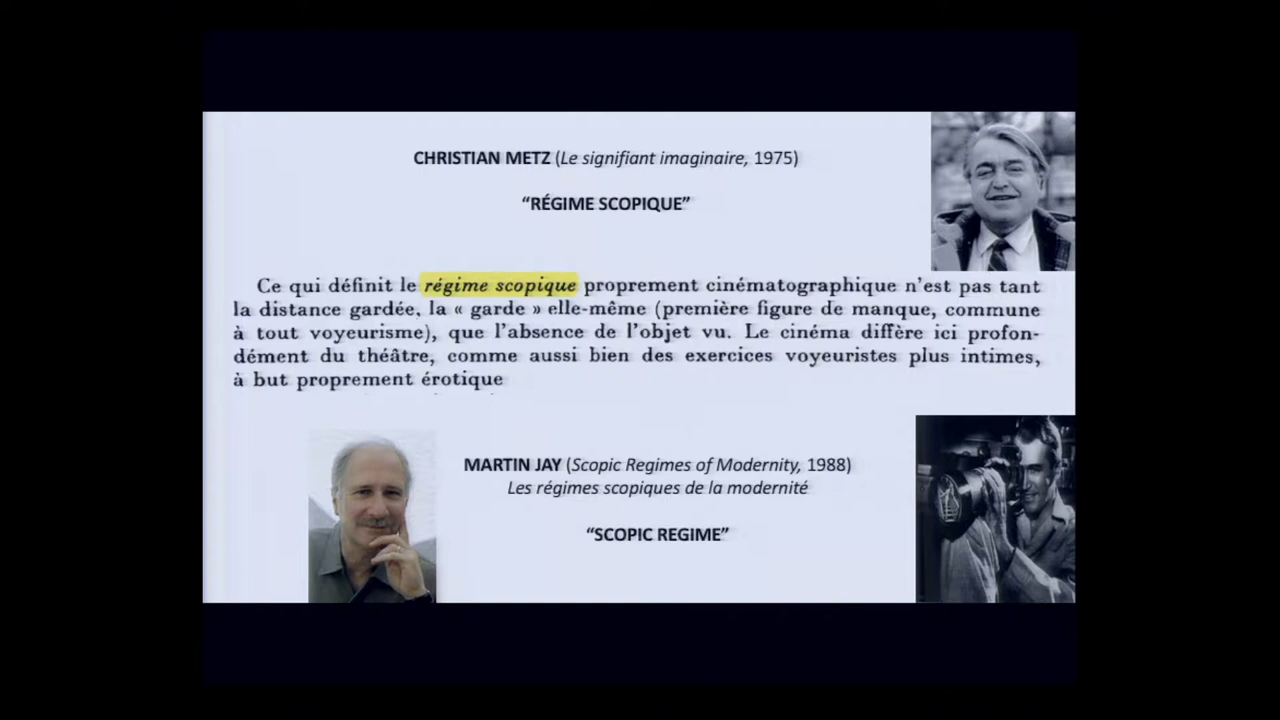 CHRISTIAN METZ (Le signifiant imaginaire, 1975)
“RÉGIME SCOPIQUE”
Ce qui définit le régime scopique proprement cinématographique n’est pas tant
la distance gardée, la « garde » elle-même (première figure de manque, commune
à tout voyeurisme), que l’absence de l’objet vu. Le cinéma diffère ici profon-
dément du théâtre, comme aussi bien des exercices voyeuristes plus intimes,
à but proprement érotique
MARTIN JAY (Scopic Regimes of Modernity, 1988)
Les régimes scopiques de la modernité
“SCOPIC REGIME”